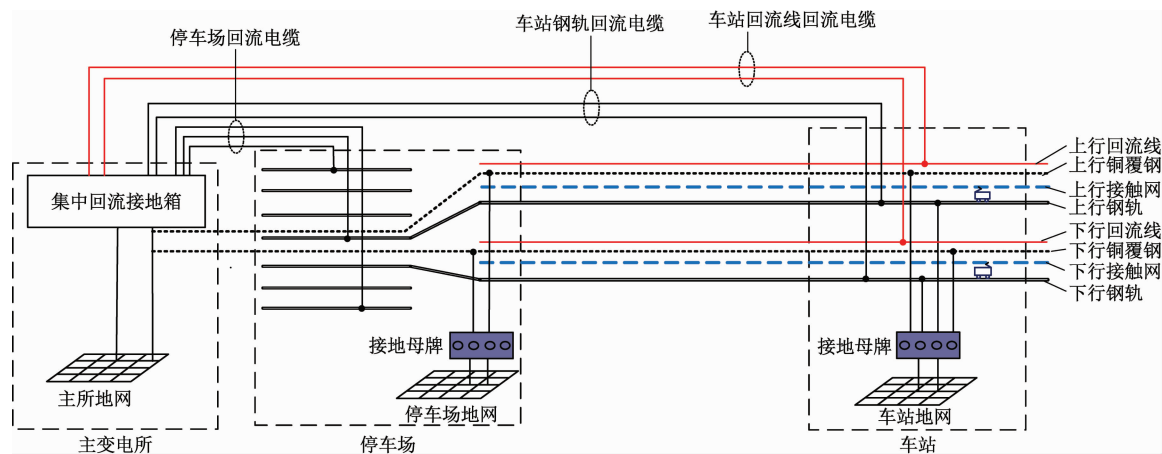 停车场回流电缆
车站钢轨回流电缆
车站回流线回流电缆
集中回流接地箱
上行回流线
上行铜覆钢
上行接触网
上行钢轨
下行回流线
下行铜覆钢
下行接触网
下行钢轨
接地母牌
接地母牌
主所地网
停车场地网
车站地网
主变电所
停车场
车站